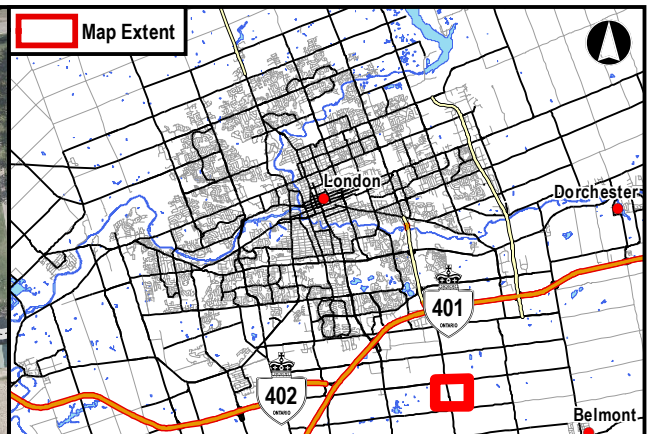 Map Extent
London
Dorchester
401
ONTARIO
402
ONTARIO
Belmont